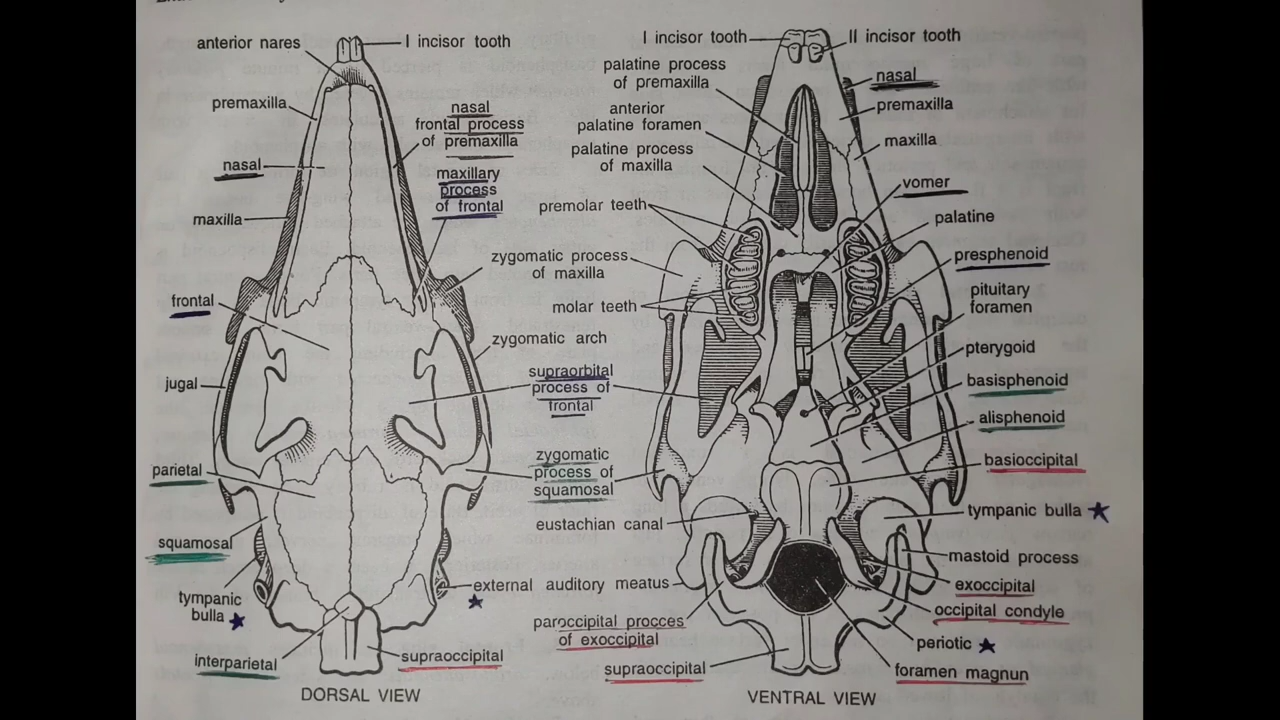 anterior nares
I incisor tooth
premaxilla
nasal
frontal process
of premaxilla
nasal
maxillary
process
of frontal
maxilla
frontal
zygomatic process
of maxilla
zygomatic arch
jugal
supraorbital
process of
frontal
parietal
zygomatic
process of
squamosal
squamosal
tympanic
bulla
external auditory meatus
interparietal
supraoccipital
DORSAL VIEW
I incisor tooth
II incisor tooth
palatine process
of premaxilla
nasal
anterior
palatine foramen
premaxilla
palatine process
of maxilla
maxilla
vomer
premolar teeth
palatine
presphenoid
molar teeth
pituitary
foramen
pterygoid
basisphenoid
alisphenoid
basioccipital
eustachian canal
tympanic bulla
mastoid process
exoccipital
occipital condyle
paroccipital procces
of exoccipital
periotic
supraoccipital
foramen magnun
VENTRAL VIEW